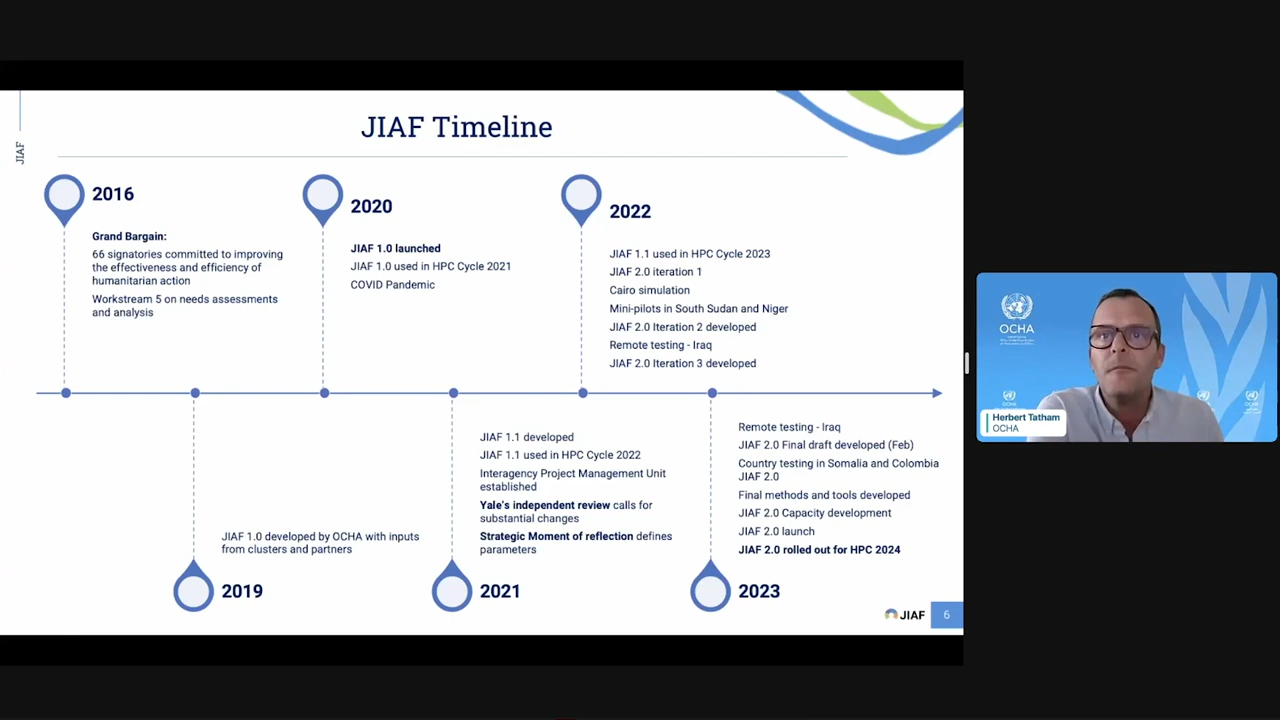 JIAF Timeline
JIAF
2016
Grand Bargain:
66 signatories committed to improving
the effectiveness and efficiency of
humanitarian action
Workstream 5 on needs assessments
and analysis
2020
JIAF 1.0 launched
JIAF 1.0 used in HPC Cycle 2021
COVID Pandemic
2022
JIAF 1.1 used in HPC Cycle 2023
JIAF 2.0 iteration 1
Cairo simulation
Mini-pilots in South Sudan and Niger
JIAF 2.0 Iteration 2 developed
Remote testing - Iraq
JIAF 2.0 Iteration 3 developed
JIAF 1.0 developed by OCHA with inputs
from clusters and partners
2019
JIAF 1.1 developed
JIAF 1.1 used in HPC Cycle 2022
Interagency Project Management Unit
established
Yale's independent review calls for
substantial changes
Strategic Moment of reflection defines
parameters
2021
Remote testing - Iraq
JIAF 2.0 Final draft developed (Feb)
Country testing in Somalia and Colombia
JIAF 2.0
Final methods and tools developed
JIAF 2.0 Capacity development
JIAF 2.0 launch
JIAF 2.0 rolled out for HPC 2024
2023
JIAF
6
OCHA
OCHA
OCHA
OCHA
Herbert Tatham
OCHA